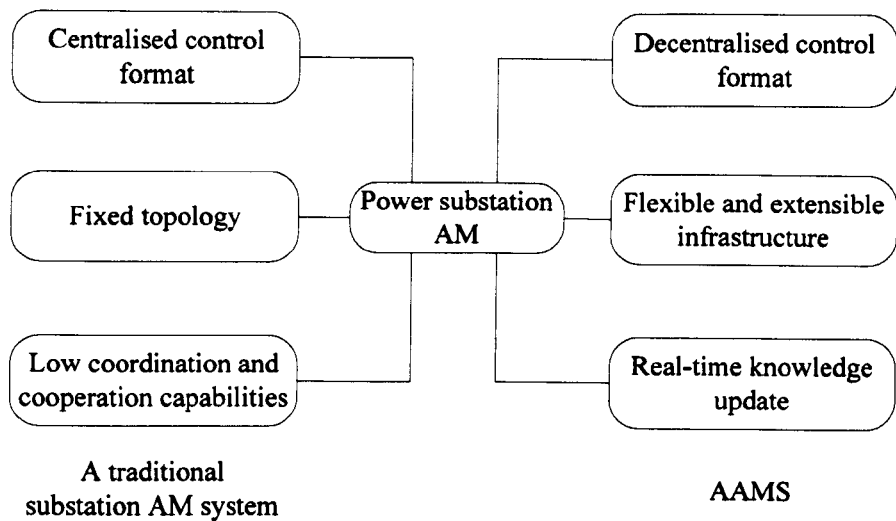 Centralised control
format
Decentralised control
format
Fixed topology
Power substation
AM
Flexible and extensible
infrastructure
Low coordination and
cooperation capabilities
Real-time knowledge
update
A traditional
substation AM system
AAMS